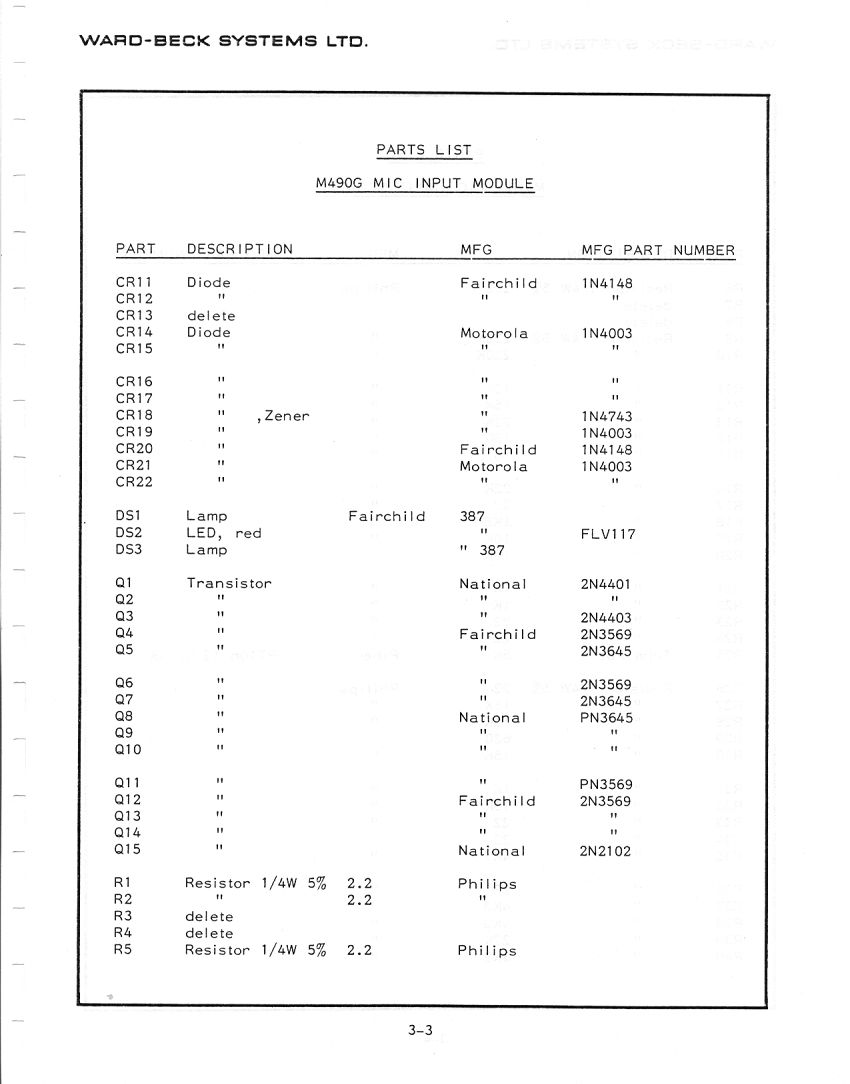 WARD-BECK SYSTEMS LTD.
PARTS LIST
M490G MIC INPUT MODULE
PART DESCRIPTION MFG MFG PART NUMBER
CR11 Diode Fairchild 1N4148
CR12 " " "
CR13 delete
CR14 Diode Motorola 1N4003
CR15 " " "
CR16 " " "
CR17 " " "
CR18 " ,Zener " 1N4743
CR19 " " 1N4003
CR20 " Fairchild 1N4148
CR21 " Motorola 1N4003
CR22 " " "
DS1 Lamp Fairchild 387
DS2 LED, red " FLV117
DS3 Lamp " 387
Q1 Transistor National 2N4401
Q2 " " "
Q3 " " 2N4403
Q4 " Fairchild 2N3569
Q5 " " 2N3645
Q6 " " 2N3569
Q7 " " 2N3645
Q8 " National PN3645
Q9 " " "
Q10 " " "
Q11 " " PN3569
Q12 " Fairchild 2N3569
Q13 " " "
Q14 " " "
Q15 " National 2N2102
R1 Resistor 1/4W 5% 2.2 Philips
R2 " 2.2 "
R3 delete
R4 delete
R5 Resistor 1/4W 5% 2.2 Philips
3-3